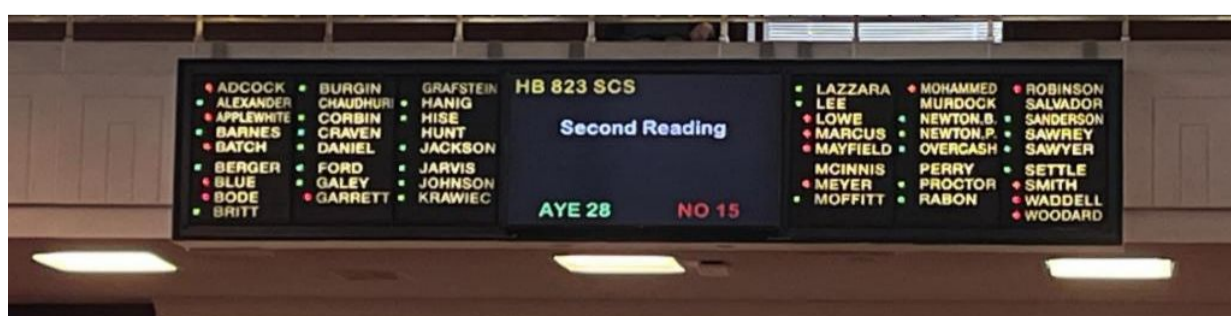 ADCOCK
ALEXANDER
APPLEWHITE
BARNES
BATCH
BERGER
BLUE
BODE
BRITT
BURGIN
CHAUDHURI
CORBIN
CRAVEN
DANIEL
FORD
GALEY
GARRETT
GRAFSTEIN
HANIG
HISE
HUNT
JACKSON
JARVIS
JOHNSON
KRAWIEC
HB 823 SCS
Second Reading
AYE 28 NO 15
LAZZARA
LEE
LOWE
MARCUS
MAYFIELD
MCINNIS
MEYER
MOFFITT
MOHAMMED
MURDOCK
NEWTON,B.
NEWTON,P.
OVERCASH
PERRY
PROCTOR
RABON
ROBINSON
SALVADOR
SANDERSON
SAWREY
SAWYER
SETTLE
SMITH
WADDELL
WOODARD